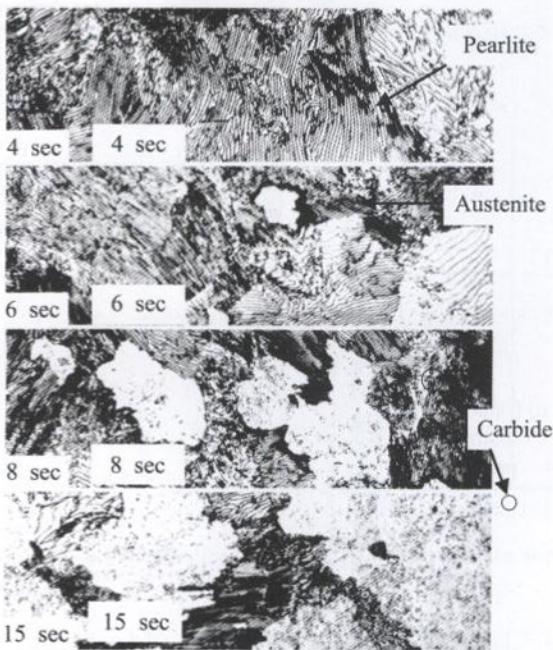 Pearlite
4 sec 4 sec
Austenite
6 sec 6 sec
8 sec 8 sec
Carbide
15 sec 15 sec